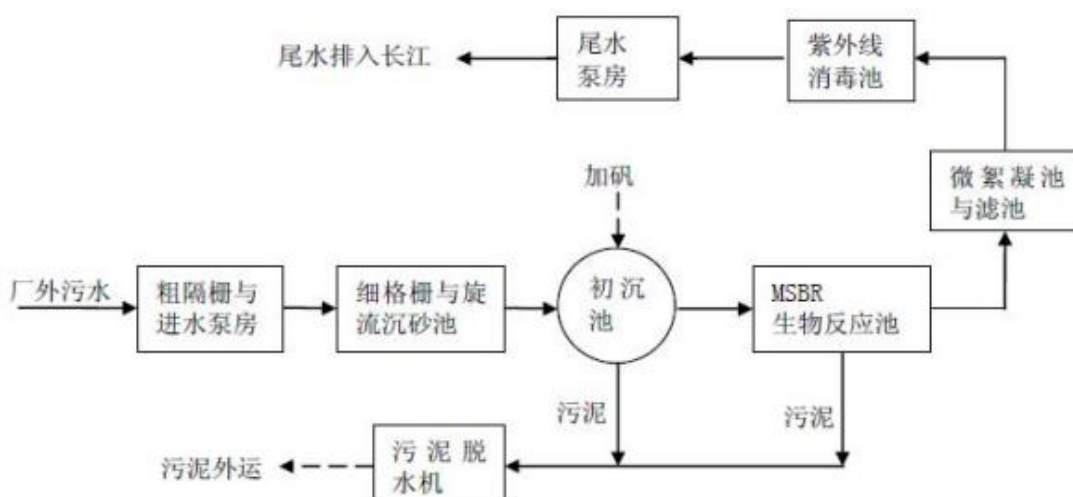 尾水排入长江
尾水
泵房
紫外线
消毒池
加矾
微絮凝池
与滤池
厂外污水
粗隔栅与
进水泵房
细格栅与旋
流沉砂池
初沉
池
MSBR
生物反应池
污泥
污泥
污泥外运
污泥脱
水机